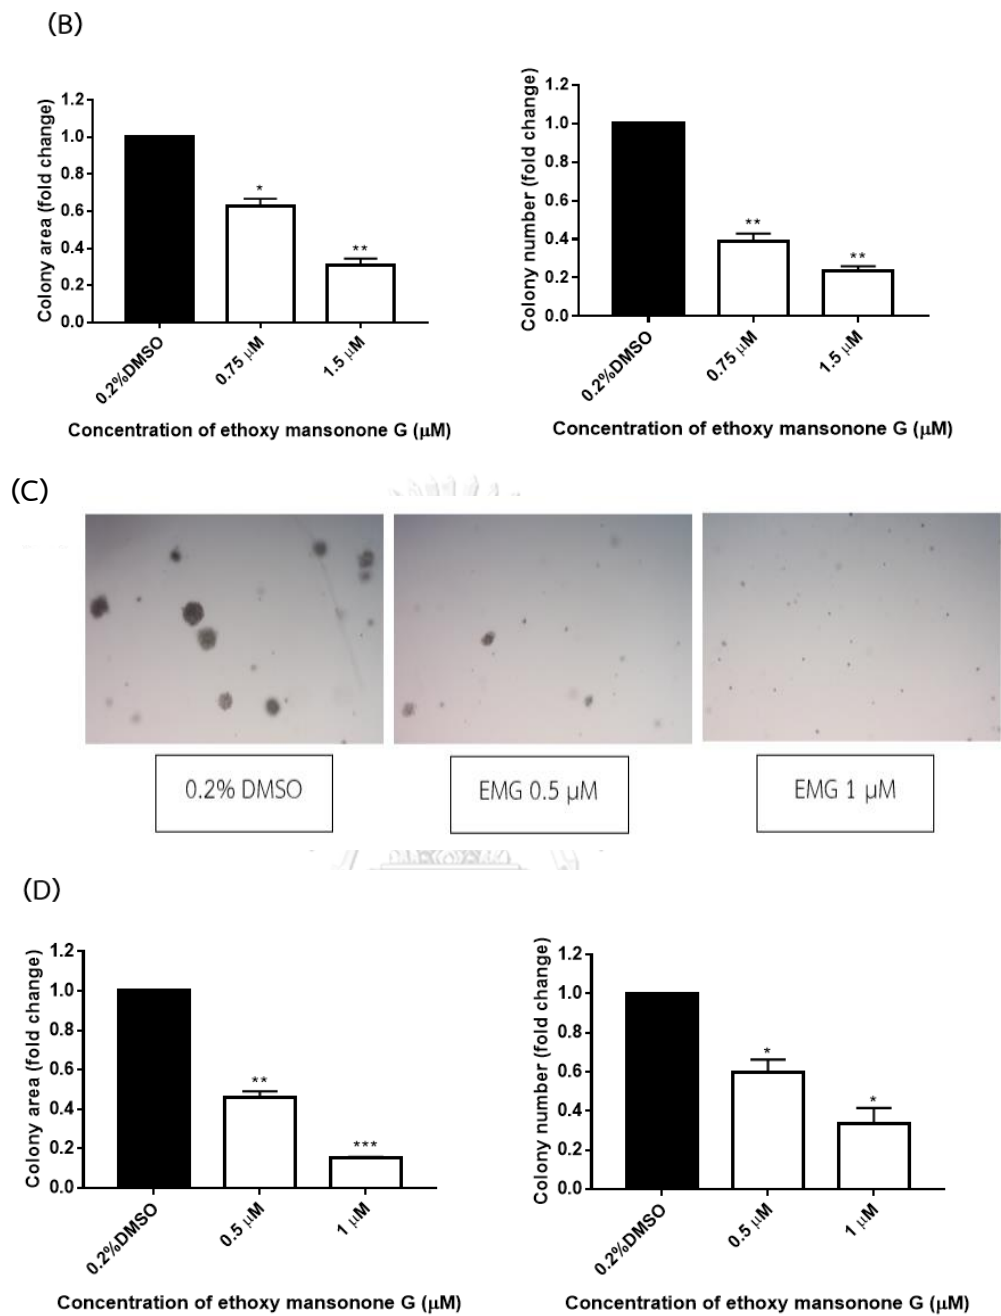 (B)
Colony area (fold change)
1.2
1.0
0.8
0.6
0.4
0.2
0.0
*
**
0.2%DMSO
0.75 μM
1.5 μM
Concentration of ethoxy mansonone G (μM)
Colony number (fold change)
1.2
1.0
0.8
0.6
0.4
0.2
0.0
**
**
0.2%DMSO
0.75 μM
1.5 μM
Concentration of ethoxy mansonone G (μM)
(C)
0.2% DMSO
EMG 0.5 μM
EMG 1 μM
(D)
Colony area (fold change)
1.2
1.0
0.8
0.6
0.4
0.2
0.0
**
***
0.2%DMSO
0.5 μM
1 μM
Concentration of ethoxy mansonone G (μM)
Colony number (fold change)
1.2
1.0
0.8
0.6
0.4
0.2
0.0
*
*
0.2%DMSO
0.5 μM
1 μM
Concentration of ethoxy mansonone G (μM)